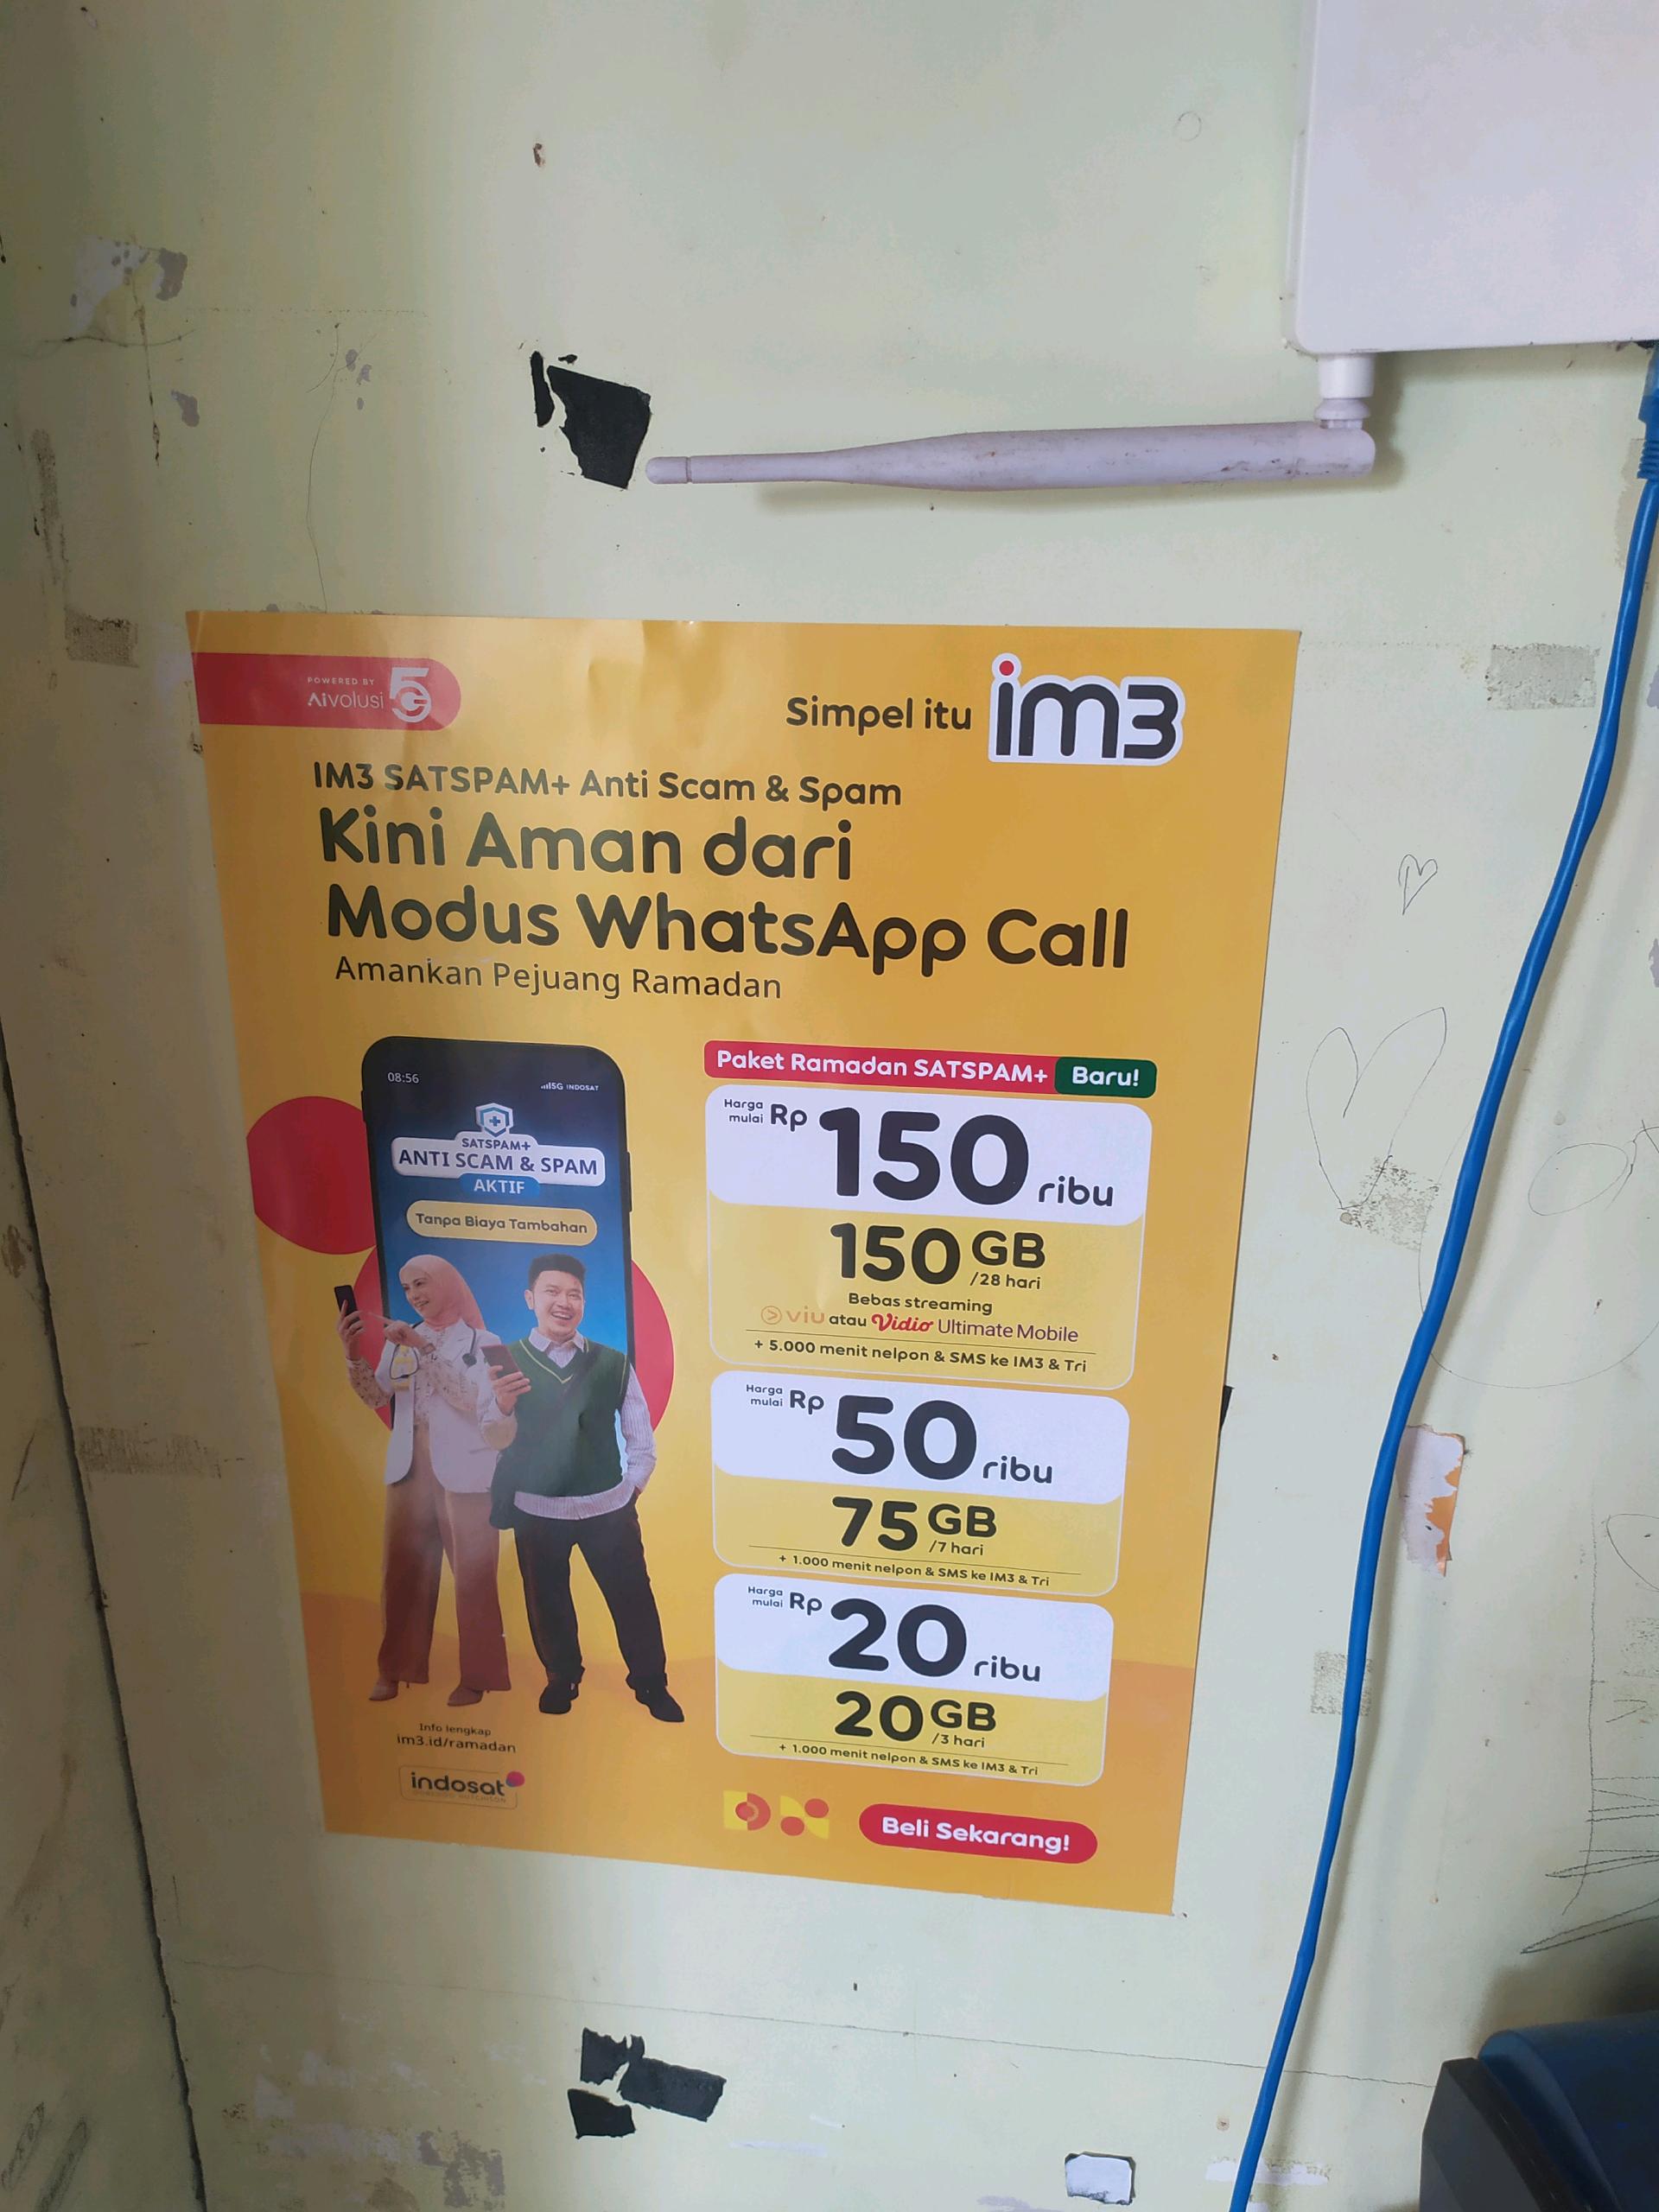 POWERED BY
AIvolusi 5G
Simpel itu im3
IM3 SATSPAM+ Anti Scam & Spam
Kini Aman dari
Modus WhatsApp Call
Amankan Pejuang Ramadan
08:56
5G INDOSAT
SATSPAM+
ANTI SCAM & SPAM
AKTIF
Tanpa Biaya Tambahan
Info lengkap
im3.id/ramadan
indosat
Paket Ramadan SATSPAM+ Baru!
Harga mulai Rp 150 ribu
150 GB
/28 hari
Bebas streaming
viu atau Vidio Ultimate Mobile
+ 5.000 menit nelpon & SMS ke IM3 & Tri
Harga mulai Rp 50 ribu
75 GB
/7 hari
+ 1.000 menit nelpon & SMS ke IM3 & Tri
Harga mulai Rp 20 ribu
20 GB
/3 hari
+ 1.000 menit nelpon & SMS ke IM3 & Tri
Beli Sekarang!